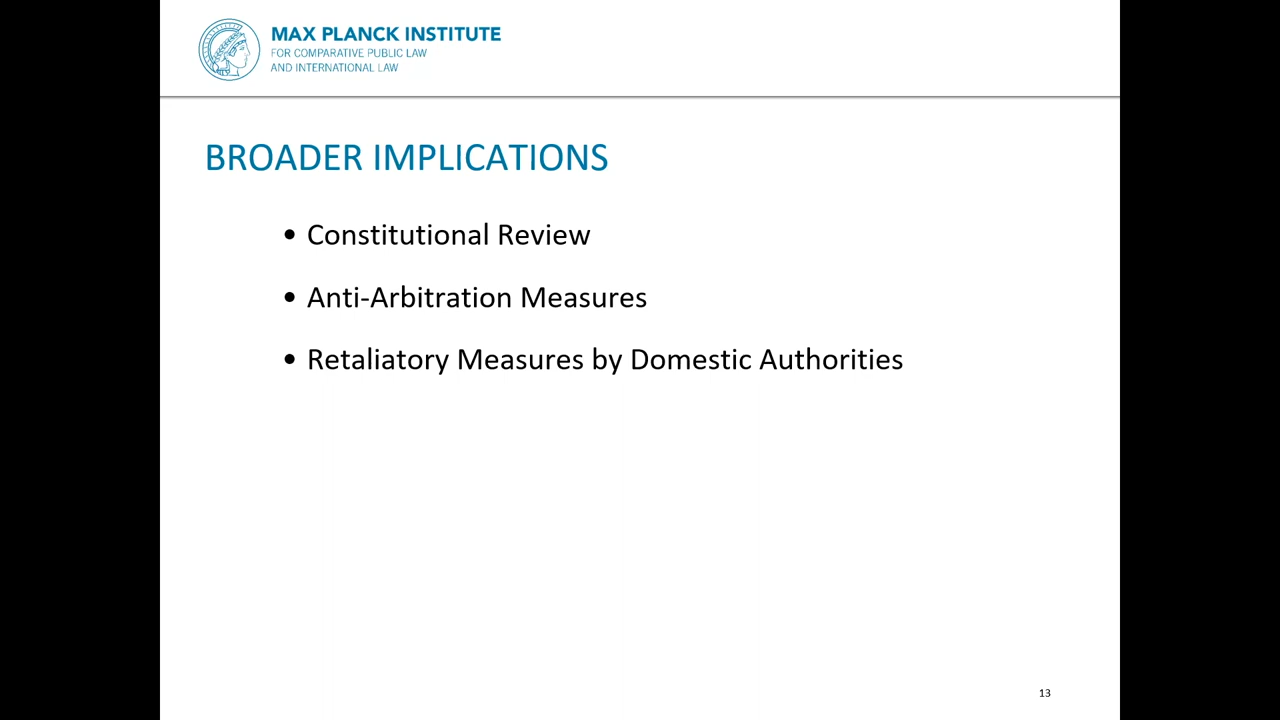 MAX PLANCK INSTITUTE
FOR COMPARATIVE PUBLIC LAW
AND INTERNATIONAL LAW
BROADER IMPLICATIONS
• Constitutional Review
• Anti-Arbitration Measures
• Retaliatory Measures by Domestic Authorities
13